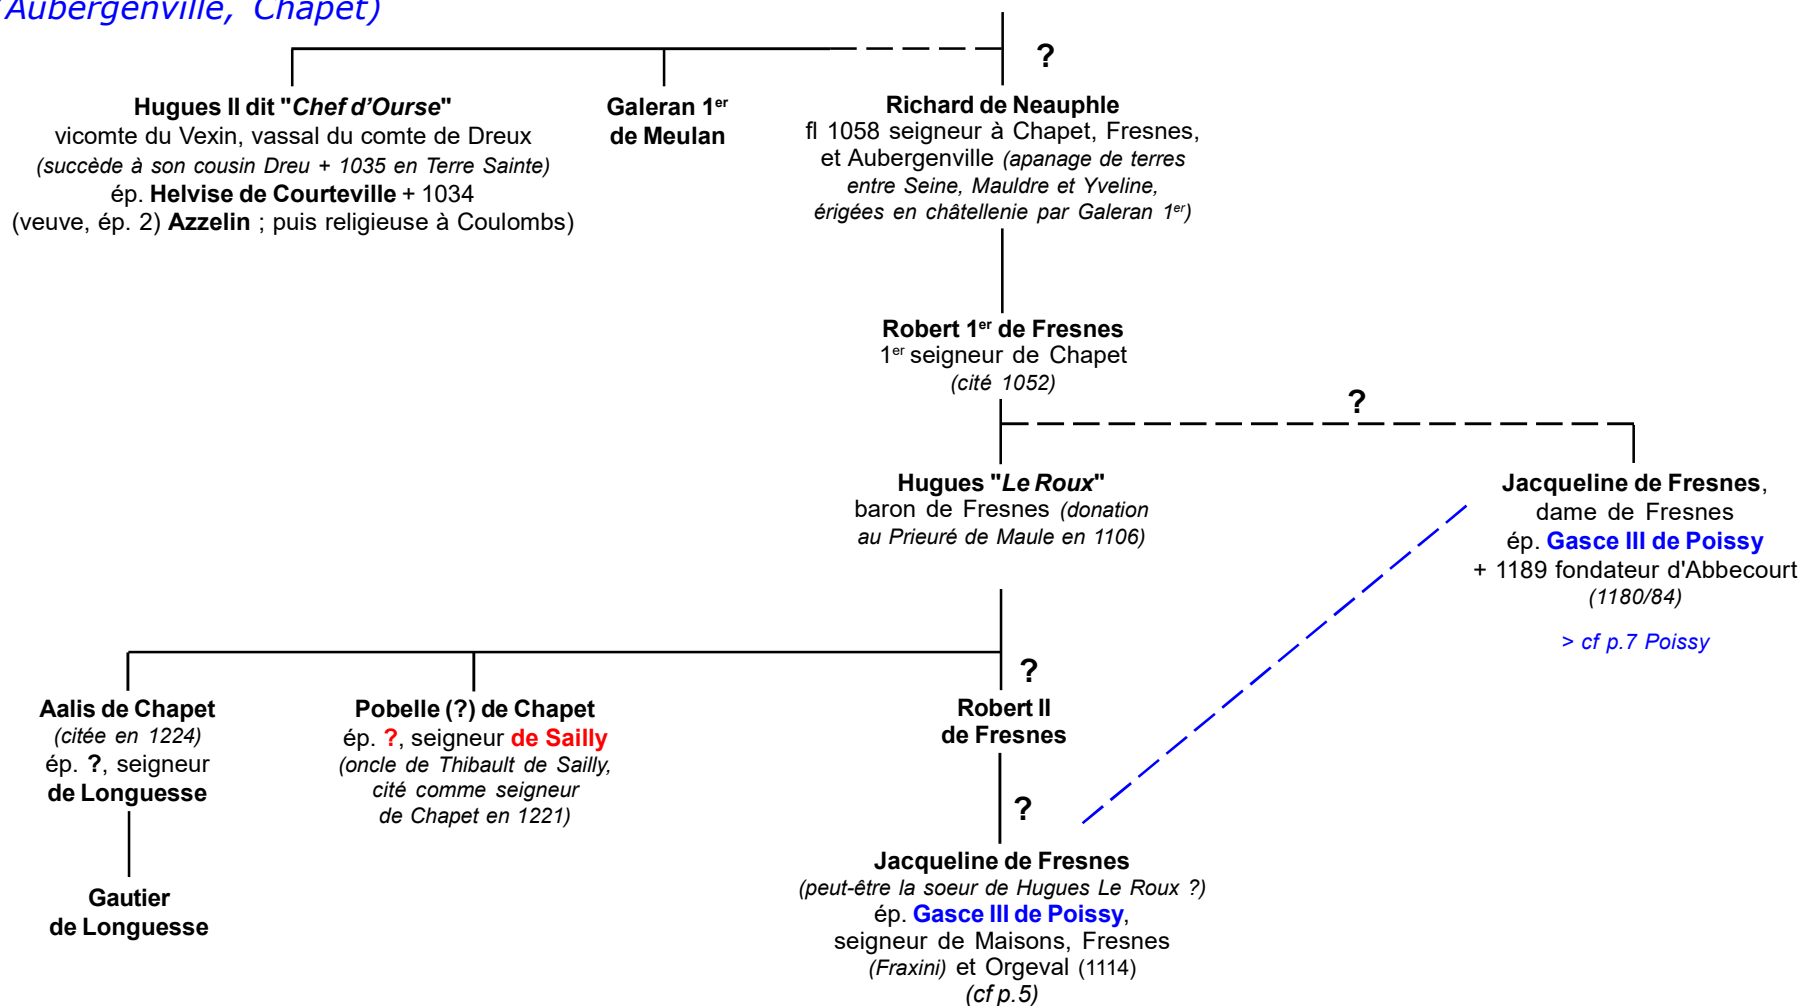 (Aubergenville, Chapet)
?
Hugues II dit "Chef d'Ourse"
vicomte du Vexin, vassal du comte de Dreux
(succède à son cousin Dreu + 1035 en Terre Sainte)
ép. Helvise de Courteville + 1034
(veuve, ép. 2) Azzelin ; puis religieuse à Coulombs)
Galeran 1er
de Meulan
Richard de Neauphle
fl 1058 seigneur à Chapet, Fresnes,
et Aubergenville (apanage de terres
entre Seine, Mauldre et Yveline,
érigées en châtellenie par Galeran 1er)
Robert 1er de Fresnes
1er seigneur de Chapet
(cité 1052)
?
Hugues "Le Roux"
baron de Fresnes (donation
au Prieuré de Maule en 1106)
Jacqueline de Fresnes,
dame de Fresnes
ép. Gasce III de Poissy
+ 1189 fondateur d'Abbecourt
(1180/84)
> cf p.7 Poissy
?
Aalis de Chapet
(citée en 1224)
ép. ?, seigneur
de Longuesse
Pobelle (?) de Chapet
ép. ?, seigneur de Sailly
(oncle de Thibault de Sailly,
cité comme seigneur
de Chapet en 1221)
Robert II
de Fresnes
?
Gautier
de Longuesse
Jacqueline de Fresnes
(peut-être la soeur de Hugues Le Roux ?)
ép. Gasce III de Poissy,
seigneur de Maisons, Fresnes
(Fraxini) et Orgeval (1114)
(cf p.5)